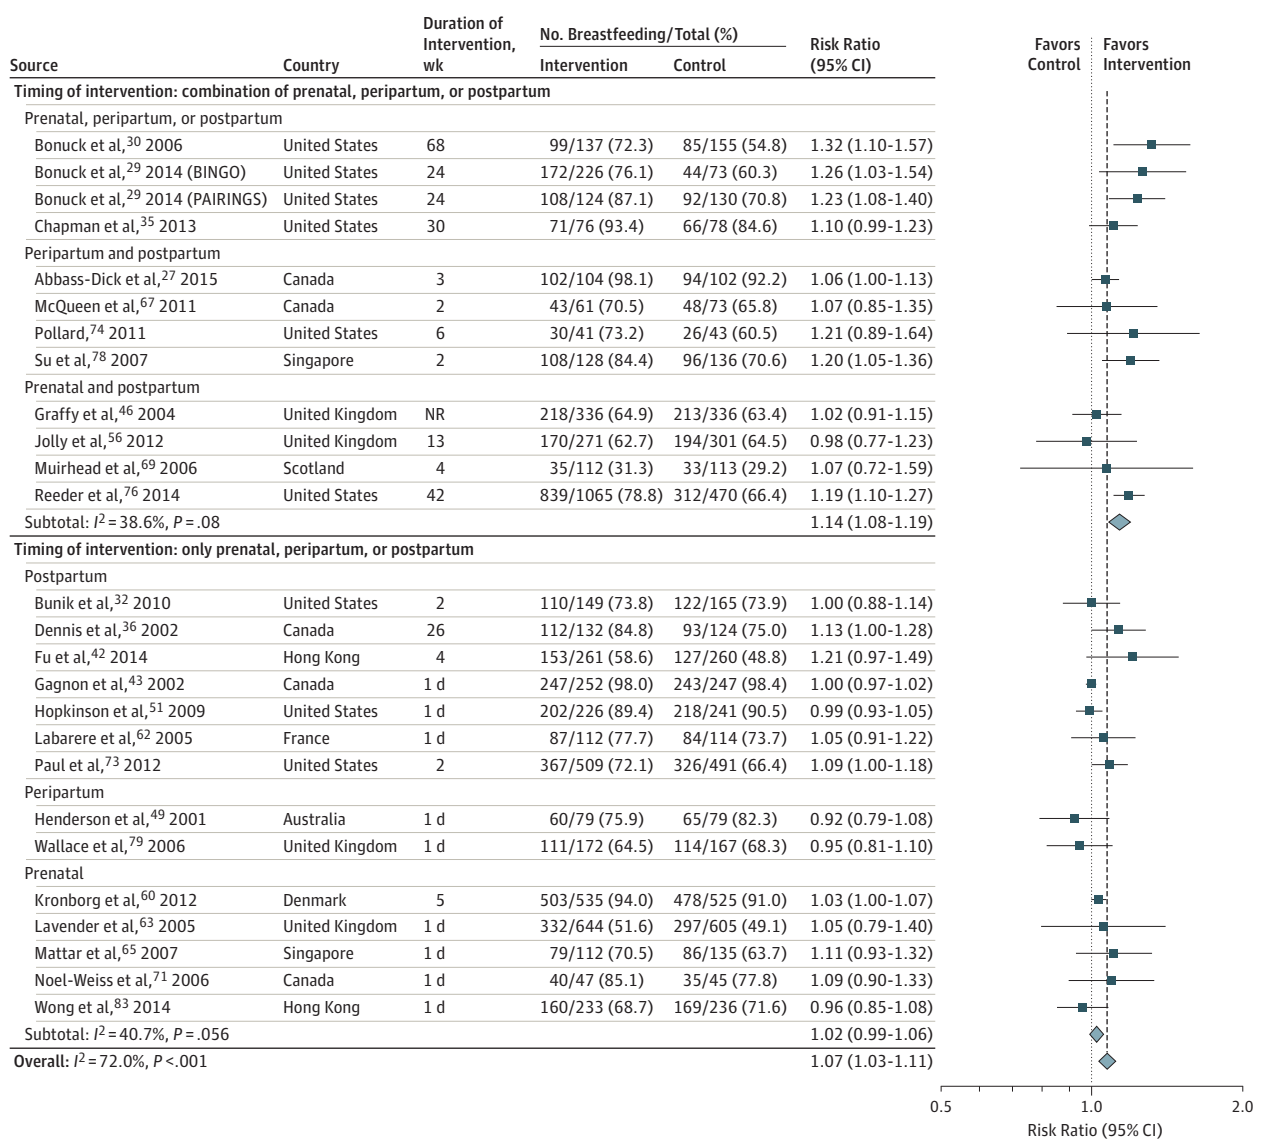 Source Country Duration of Intervention, wk No. Breastfeeding/Total (%) Intervention Control Risk Ratio (95% CI) Favors Control Favors Intervention
Timing of intervention: combination of prenatal, peripartum, or postpartum
Prenatal, peripartum, or postpartum
Bonuck et al,30 2006 United States 68 99/137 (72.3) 85/155 (54.8) 1.32 (1.10-1.57)
Bonuck et al,29 2014 (BINGO) United States 24 172/226 (76.1) 44/73 (60.3) 1.26 (1.03-1.54)
Bonuck et al,29 2014 (PAIRINGS) United States 24 108/124 (87.1) 92/130 (70.8) 1.23 (1.08-1.40)
Chapman et al,35 2013 United States 30 71/76 (93.4) 66/78 (84.6) 1.10 (0.99-1.23)
Peripartum and postpartum
Abbass-Dick et al,27 2015 Canada 3 102/104 (98.1) 94/102 (92.2) 1.06 (1.00-1.13)
McQueen et al,67 2011 Canada 2 43/61 (70.5) 48/73 (65.8) 1.07 (0.85-1.35)
Pollard,74 2011 United States 6 30/41 (73.2) 26/43 (60.5) 1.21 (0.89-1.64)
Su et al,78 2007 Singapore 2 108/128 (84.4) 96/136 (70.6) 1.20 (1.05-1.36)
Prenatal and postpartum
Graffy et al,46 2004 United Kingdom NR 218/336 (64.9) 213/336 (63.4) 1.02 (0.91-1.15)
Jolly et al,56 2012 United Kingdom 13 170/271 (62.7) 194/301 (64.5) 0.98 (0.77-1.23)
Muirhead et al,69 2006 Scotland 4 35/112 (31.3) 33/113 (29.2) 1.07 (0.72-1.59)
Reeder et al,76 2014 United States 42 839/1065 (78.8) 312/470 (66.4) 1.19 (1.10-1.27)
Subtotal: I2 = 38.6%, P = .08 1.14 (1.08-1.19)
Timing of intervention: only prenatal, peripartum, or postpartum
Postpartum
Bunik et al,32 2010 United States 2 110/149 (73.8) 122/165 (73.9) 1.00 (0.88-1.14)
Dennis et al,36 2002 Canada 26 112/132 (84.8) 93/124 (75.0) 1.13 (1.00-1.28)
Fu et al,42 2014 Hong Kong 4 153/261 (58.6) 127/260 (48.8) 1.21 (0.97-1.49)
Gagnon et al,43 2002 Canada 1 d 247/252 (98.0) 243/247 (98.4) 1.00 (0.97-1.02)
Hopkinson et al,51 2009 United States 1 d 202/226 (89.4) 218/241 (90.5) 0.99 (0.93-1.05)
Labarere et al,62 2005 France 1 d 87/112 (77.7) 84/114 (73.7) 1.05 (0.91-1.22)
Paul et al,73 2012 United States 2 367/509 (72.1) 326/491 (66.4) 1.09 (1.00-1.18)
Peripartum
Henderson et al,49 2001 Australia 1 d 60/79 (75.9) 65/79 (82.3) 0.92 (0.79-1.08)
Wallace et al,79 2006 United Kingdom 1 d 111/172 (64.5) 114/167 (68.3) 0.95 (0.81-1.10)
Prenatal
Kronborg et al,60 2012 Denmark 5 503/535 (94.0) 478/525 (91.0) 1.03 (1.00-1.07)
Lavender et al,63 2005 United Kingdom 1 d 332/644 (51.6) 297/605 (49.1) 1.05 (0.79-1.40)
Mattar et al,65 2007 Singapore 1 d 79/112 (70.5) 86/135 (63.7) 1.11 (0.93-1.32)
Noel-Weiss et al,71 2006 Canada 1 d 40/47 (85.1) 35/45 (77.8) 1.09 (0.90-1.33)
Wong et al,83 2014 Hong Kong 1 d 160/233 (68.7) 169/236 (71.6) 0.96 (0.85-1.08)
Subtotal: I2 = 40.7%, P = .056 1.02 (0.99-1.06)
Overall: I2 = 72.0%, P <.001 1.07 (1.03-1.11)
0.5 1.0 2.0
Risk Ratio (95% CI)